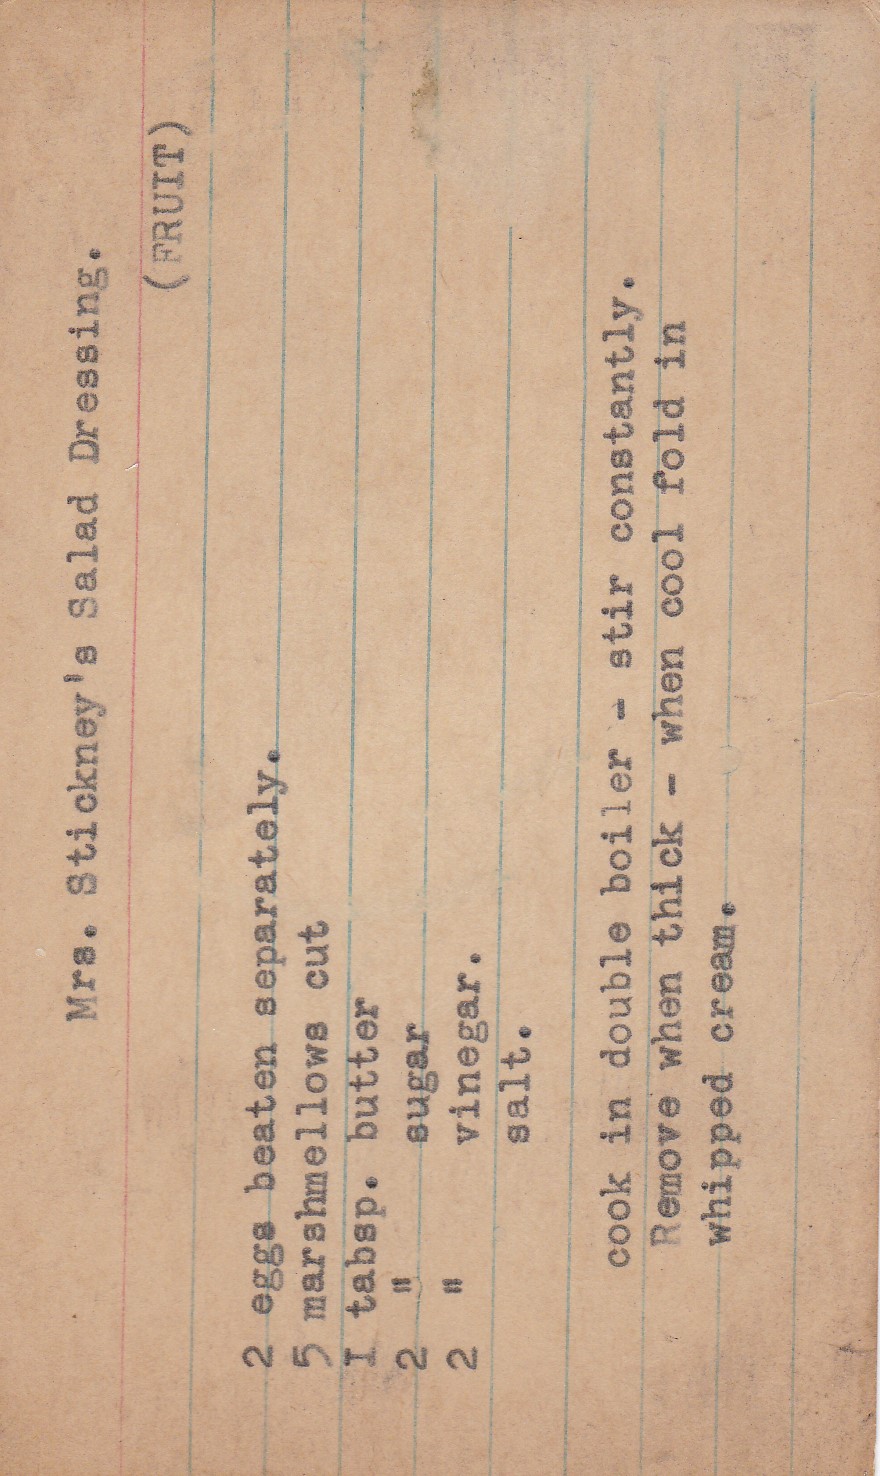 Mrs. Stickney's Salad Dressing.
(FRUIT)
2 eggs beaten separately.
5 marshmellows cut
I tabsp. butter
2 " sugar
2 " vinegar.
salt.
cook in double boiler - stir constantly.
Remove when thick - when cool fold in
whipped cream.